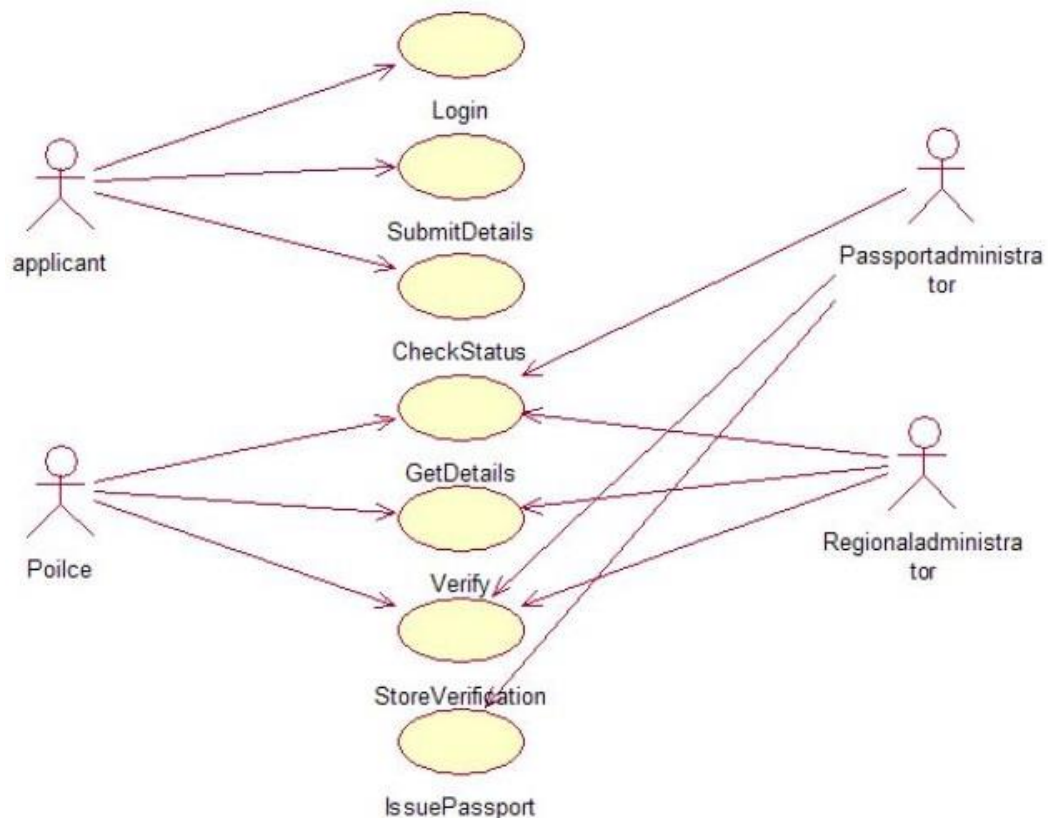 Login
SubmitDetails
applicant
Passportadministra
tor
CheckStatus
GetDetails
Poilce
Regionaladministra
tor
Verify
StoreVerification
IssuePassport